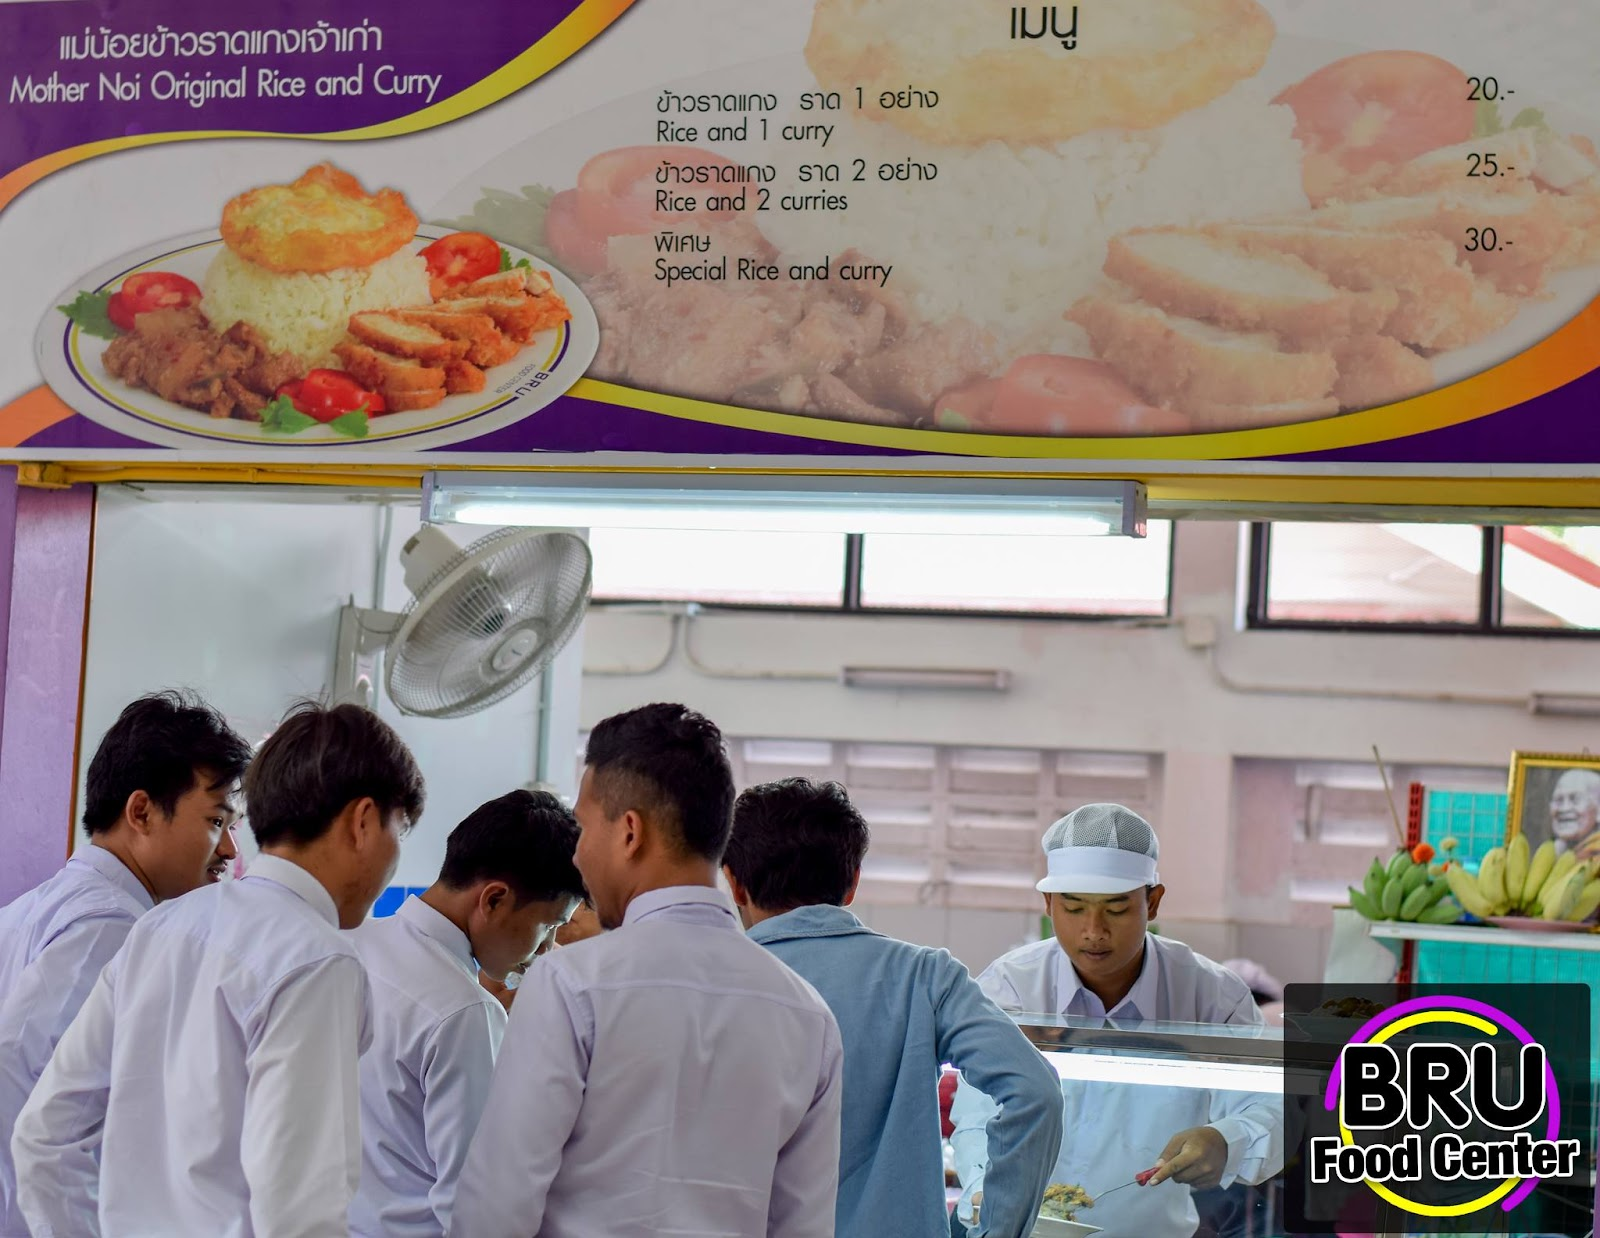 แม่น้อยข้าวราดแกงเจ้าเก่า
Mother Noi Original Rice and Curry
เมนู
ข้าวราดแกง ราด 1 อย่าง 20.-
Rice and 1 curry
ข้าวราดแกง ราด 2 อย่าง 25.-
Rice and 2 curries
พิเศษ 30.-
Special Rice and curry
BRU
FOOD CENTER
BRU
Food Center